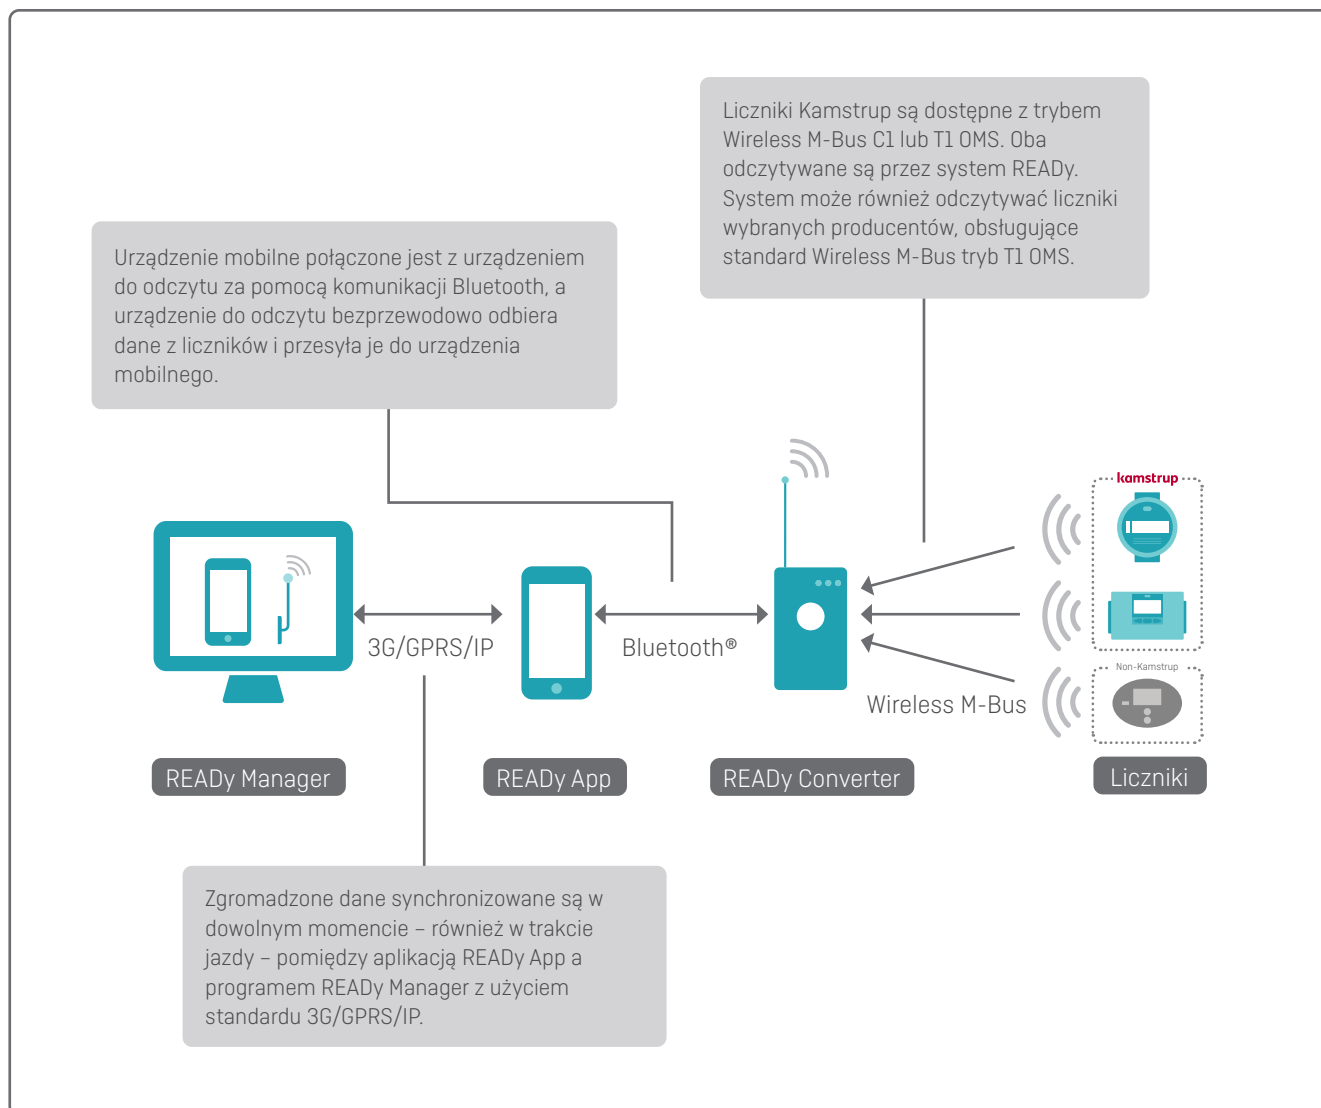 Liczniki Kamstrup są dostępne z trybem
Wireless M-Bus C1 lub T1 OMS. Oba
odczytywane są przez system READy.
System może również odczytywać liczniki
wybranych producentów, obsługujące
standard Wireless M-Bus tryb T1 OMS.
Urządzenie mobilne połączone jest z urządzeniem
do odczytu za pomocą komunikacji Bluetooth, a
urządzenie do odczytu bezprzewodowo odbiera
dane z liczników i przesyła je do urządzenia
mobilnego.
kamstrup
3G/GPRS/IP
Bluetooth®
Non-Kamstrup
Wireless M-Bus
READy Manager
READy App
READy Converter
Liczniki
Zgromadzone dane synchronizowane są w
dowolnym momencie – również w trakcie
jazdy – pomiędzy aplikacją READy App a
programem READy Manager z użyciem
standardu 3G/GPRS/IP.